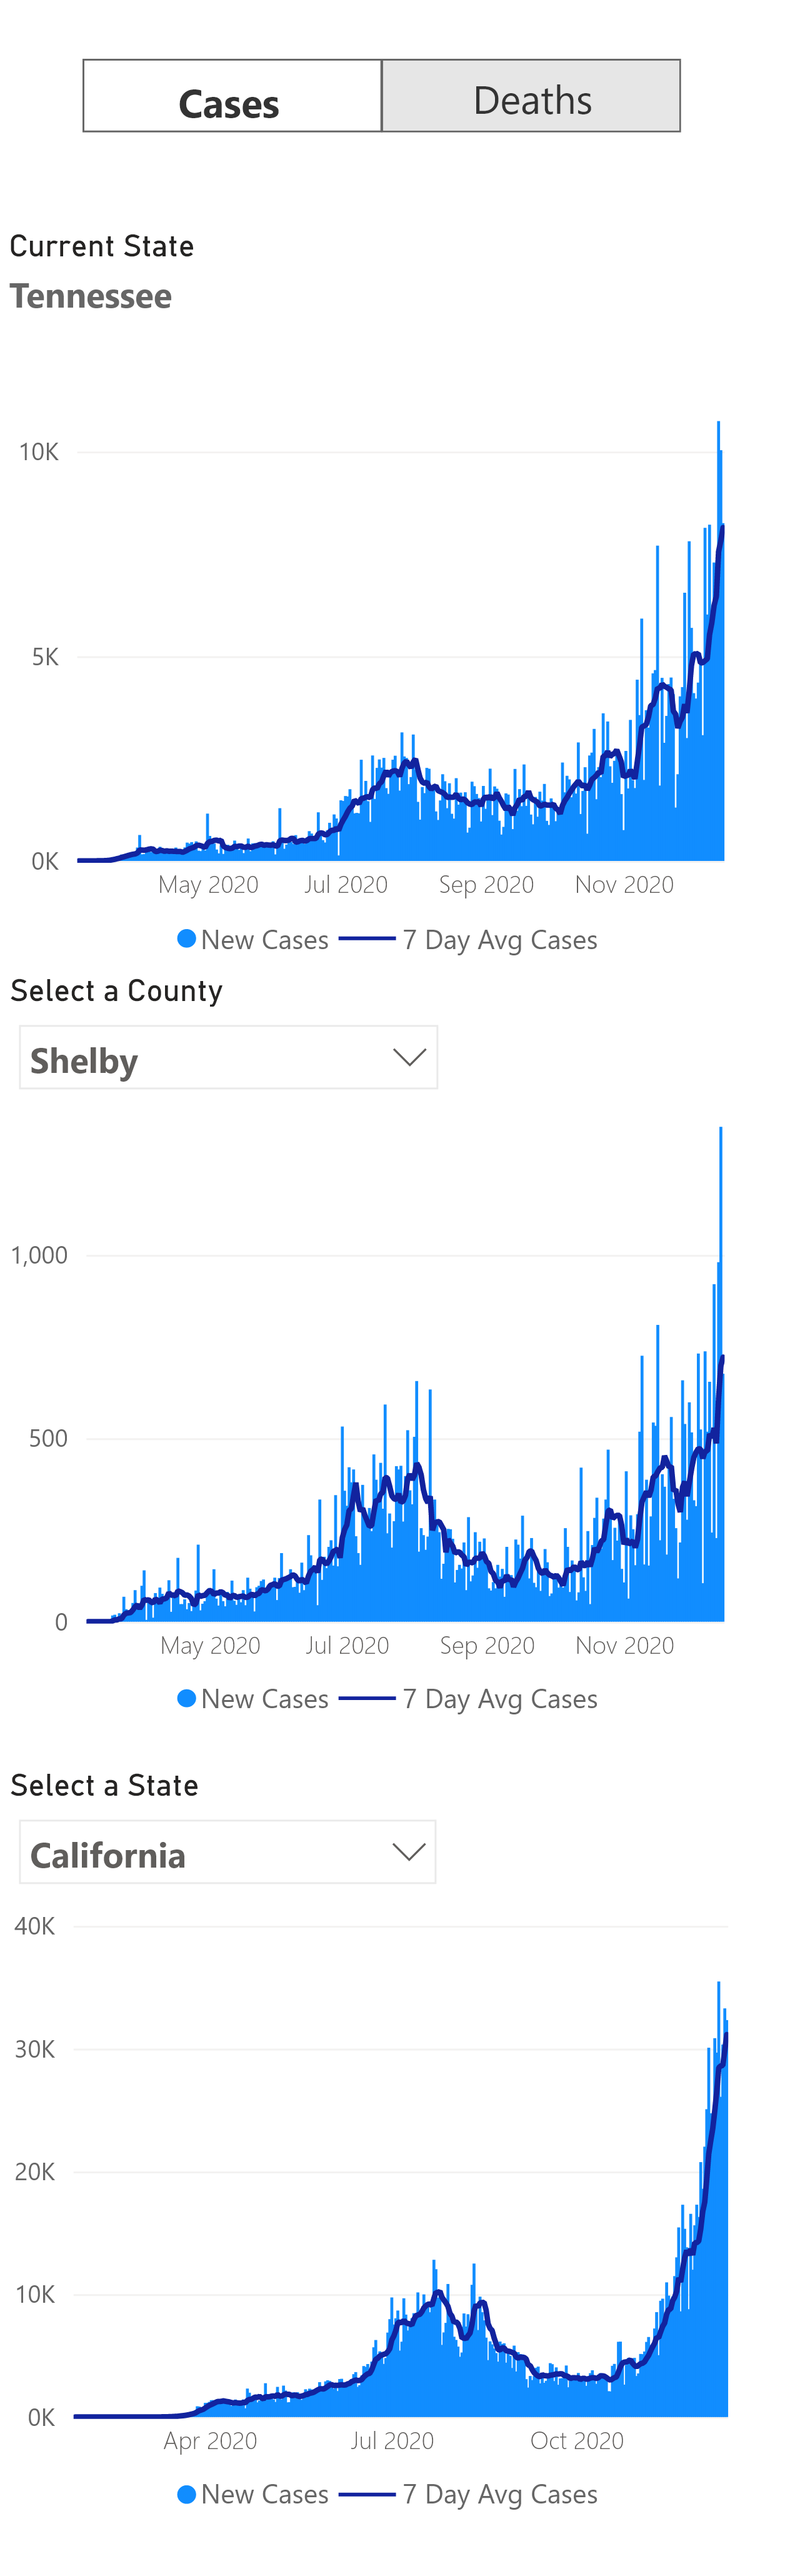 Cases Deaths
Current State
Tennessee
10K
5K
0K
May 2020 Jul 2020 Sep 2020 Nov 2020
New Cases 7 Day Avg Cases
Select a County
Shelby
1,000
500
0
May 2020 Jul 2020 Sep 2020 Nov 2020
New Cases 7 Day Avg Cases
Select a State
California
40K
30K
20K
10K
0K
Apr 2020 Jul 2020 Oct 2020
New Cases 7 Day Avg Cases